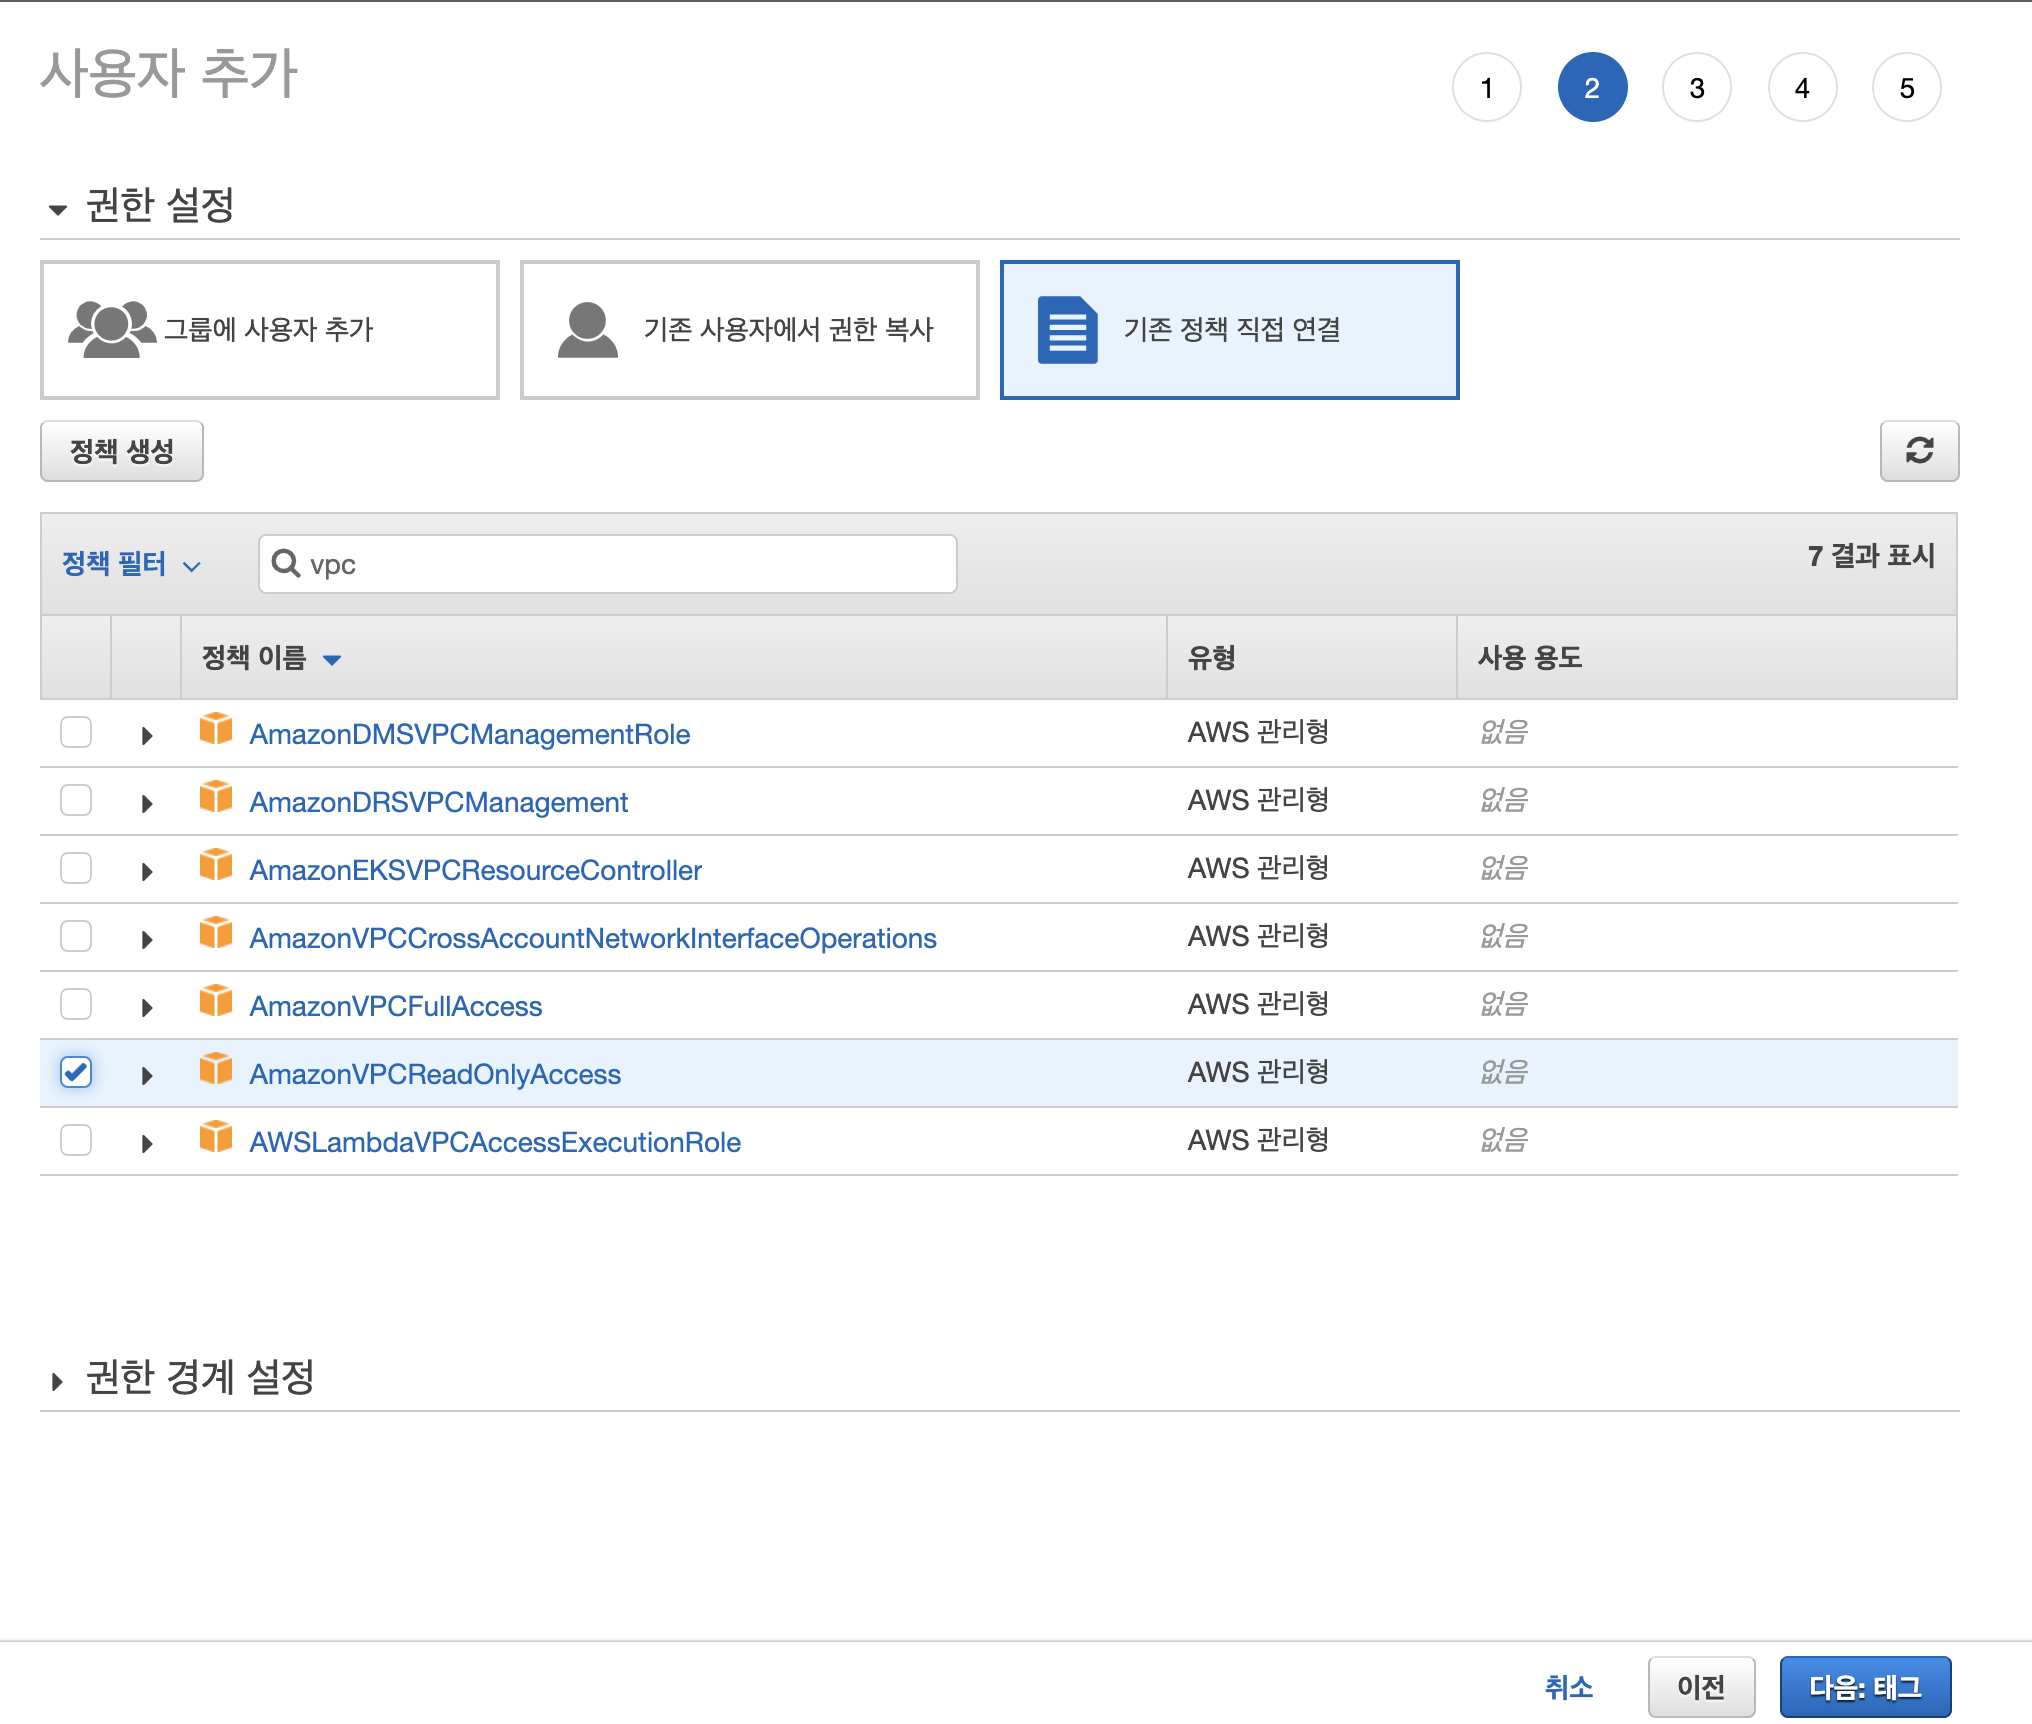 사용자 추가
1 2 3 4 5
권한 설정
그룹에 사용자 추가
기존 사용자에서 권한 복사
기존 정책 직접 연결
정책 생성
정책 필터
vpc
7 결과 표시
정책 이름 유형 사용 용도
AmazonDMSVPCManagementRole AWS 관리형 없음
AmazonDRSVPCManagement AWS 관리형 없음
AmazonEKSVPCResourceController AWS 관리형 없음
AmazonVPCCrossAccountNetworkInterfaceOperations AWS 관리형 없음
AmazonVPCFullAccess AWS 관리형 없음
AmazonVPCReadOnlyAccess AWS 관리형 없음
AWSLambdaVPCAccessExecutionRole AWS 관리형 없음
권한 경계 설정
취소 이전 다음: 태그